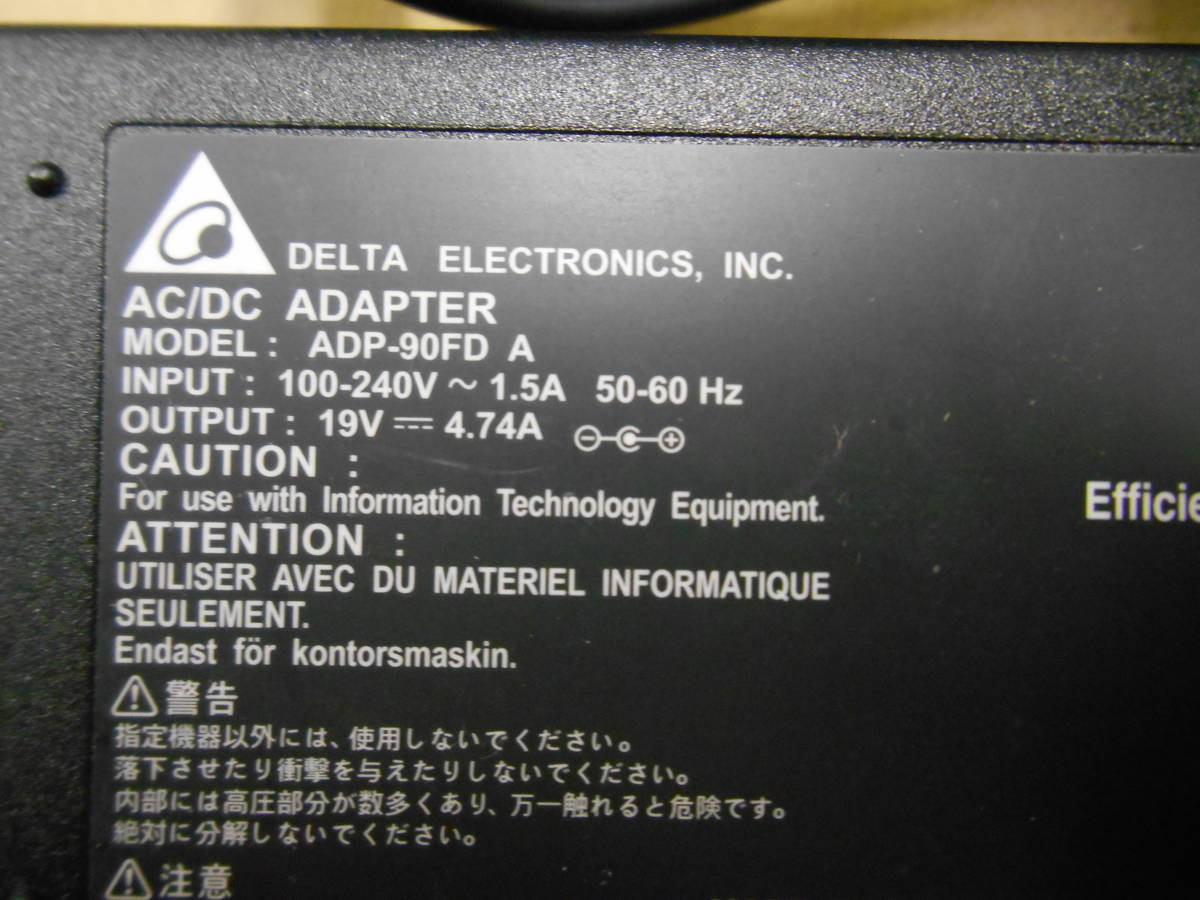 DELTA ELECTRONICS, INC.
AC/DC ADAPTER
MODEL : ADP-90FD A
INPUT : 100-240V ~ 1.5A 50-60 Hz
OUTPUT : 19V ⎓ 4.74A
CAUTION :
For use with Information Technology Equipment.
ATTENTION :
UTILISER AVEC DU MATERIEL INFORMATIQUE
SEULEMENT.
Endast för kontorsmaskin.
⚠警告
指定機器以外には、使用しないでください。
落下させたり衝撃を与えたりしないでください。
内部には高圧部分が数多くあり、万一触れると危険です。
絶対に分解しないでください。
⚠注意